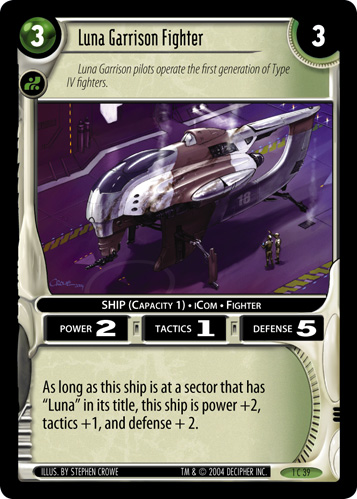 3 Luna Garrison Fighter 3
Luna Garrison pilots operate the first generation of Type
IV fighters.
18
SHIP (CAPACITY 1) • ICOM • FIGHTER
POWER 2 TACTICS 1 DEFENSE 5
As long as this ship is at a sector that has
“Luna” in its title, this ship is power +2,
tactics +1, and defense + 2.
ILLUS. BY STEPHEN CROWE TM & © 2004 DECIPHER INC. 1 C 39